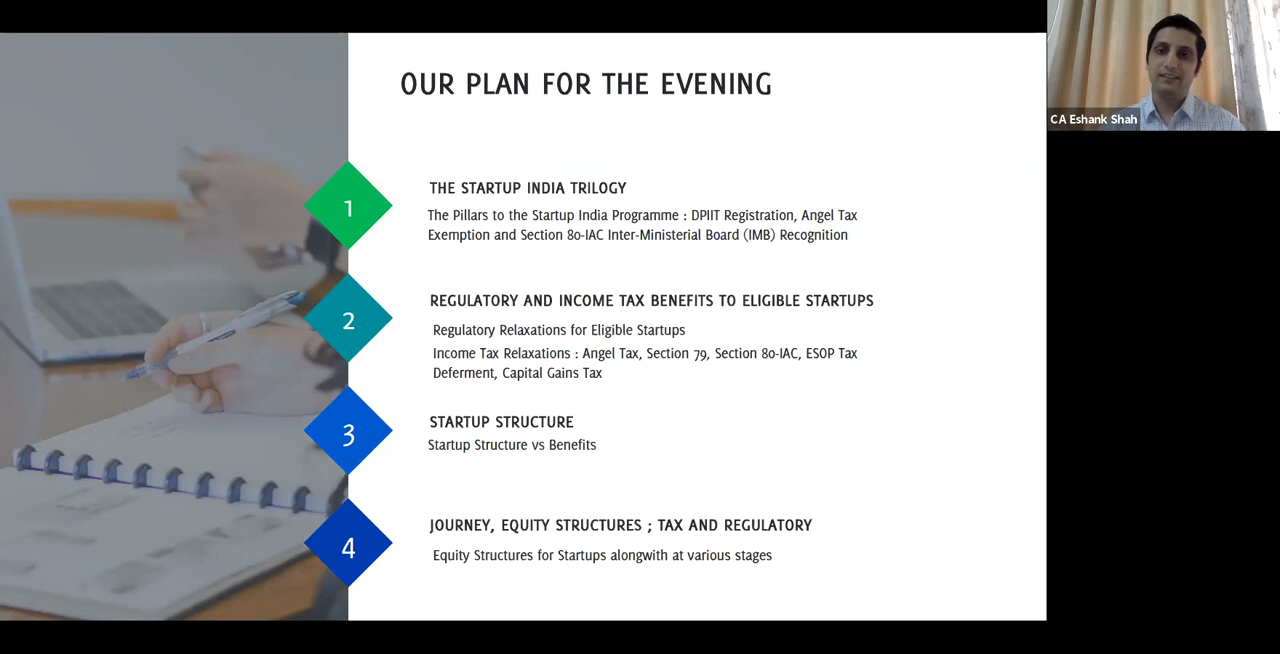 OUR PLAN FOR THE EVENING
CA Eshank Shah
1
THE STARTUP INDIA TRILOGY
The Pillars to the Startup India Programme : DPIIT Registration, Angel Tax
Exemption and Section 80-IAC Inter-Ministerial Board (IMB) Recognition
2
REGULATORY AND INCOME TAX BENEFITS TO ELIGIBLE STARTUPS
Regulatory Relaxations for Eligible Startups
Income Tax Relaxations : Angel Tax, Section 79, Section 80-IAC, ESOP Tax
Deferment, Capital Gains Tax
3
STARTUP STRUCTURE
Startup Structure vs Benefits
4
JOURNEY, EQUITY STRUCTURES ; TAX AND REGULATORY
Equity Structures for Startups alongwith at various stages